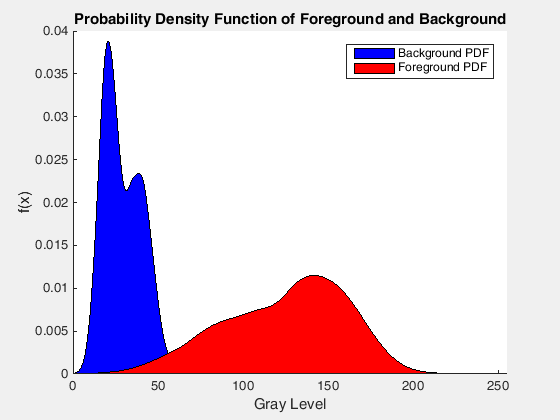 Probability Density Function of Foreground and Background
Background PDF
Foreground PDF
0.04
0.035
0.03
0.025
0.02
0.015
0.01
0.005
0
f(x)
0 50 100 150 200 250
Gray Level